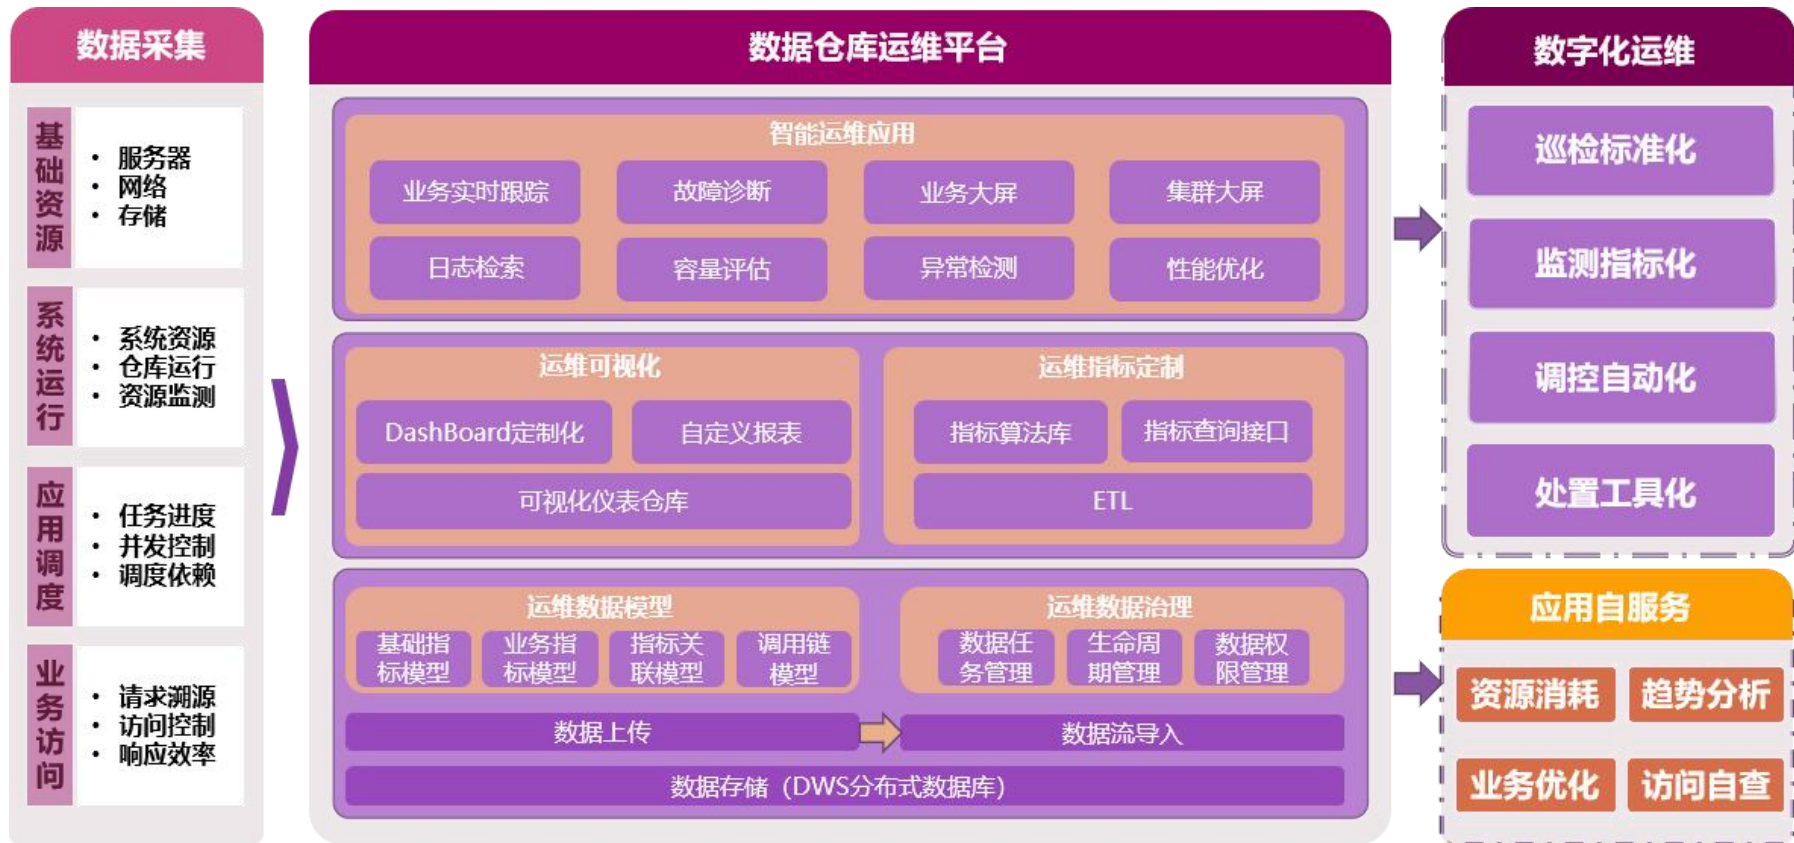 数据采集
基础资源
• 服务器
• 网络
• 存储
系统运行
• 系统资源
• 仓库运行
• 资源监测
应用调度
• 任务进度
• 并发控制
• 调度依赖
业务访问
• 请求溯源
• 访问控制
• 响应效率
数据仓库运维平台
智能运维应用
业务实时跟踪
故障诊断
业务大屏
集群大屏
日志检索
容量评估
异常检测
性能优化
运维可视化
DashBoard定制化
自定义报表
可视化仪表仓库
运维指标定制
指标算法库
指标查询接口
ETL
运维数据模型
基础指
标模型
业务指
标模型
指标关
联模型
调用链
模型
运维数据治理
数据任
务管理
生命周
期管理
数据权
限管理
数据上传
数据流导入
数据存储（DWS分布式数据库）
数字化运维
巡检标准化
监测指标化
调控自动化
处置工具化
应用自服务
资源消耗
趋势分析
业务优化
访问自查